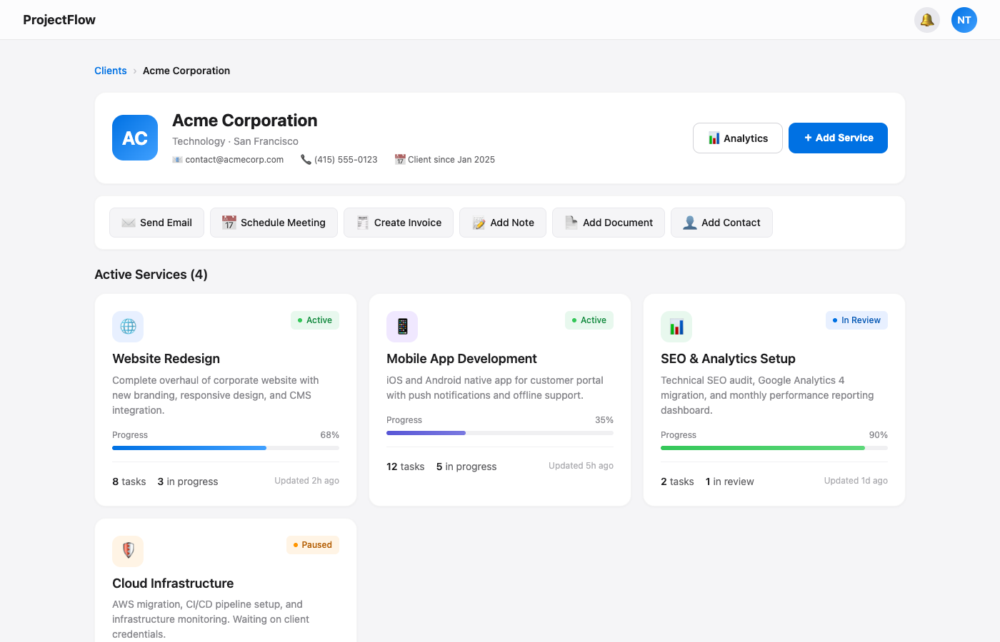 ProjectFlow
NT
Clients › Acme Corporation
AC
Acme Corporation
Technology · San Francisco
contact@acmecorp.com (415) 555-0123 Client since Jan 2025
Analytics
+ Add Service
Send Email
Schedule Meeting
Create Invoice
Add Note
Add Document
Add Contact
Active Services (4)
Active
Website Redesign
Complete overhaul of corporate website with
new branding, responsive design, and CMS
integration.
Progress 68%
8 tasks 3 in progress Updated 2h ago
Active
Mobile App Development
iOS and Android native app for customer portal
with push notifications and offline support.
Progress 35%
12 tasks 5 in progress Updated 5h ago
In Review
SEO & Analytics Setup
Technical SEO audit, Google Analytics 4
migration, and monthly performance reporting
dashboard.
Progress 90%
2 tasks 1 in review Updated 1d ago
Paused
Cloud Infrastructure
AWS migration, CI/CD pipeline setup, and
infrastructure monitoring. Waiting on client
credentials.